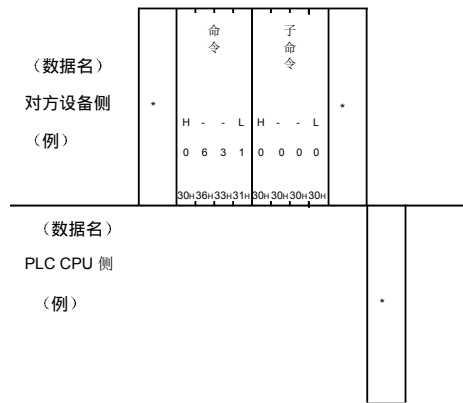 命令 子命令
（数据名）
对方设备侧 * *
（例）
H - - L H - - L
0 6 3 1 0 0 0 0
30H 36H 33H 31H 30H 30H 30H 30H
（数据名）
PLC CPU 侧
（例） *